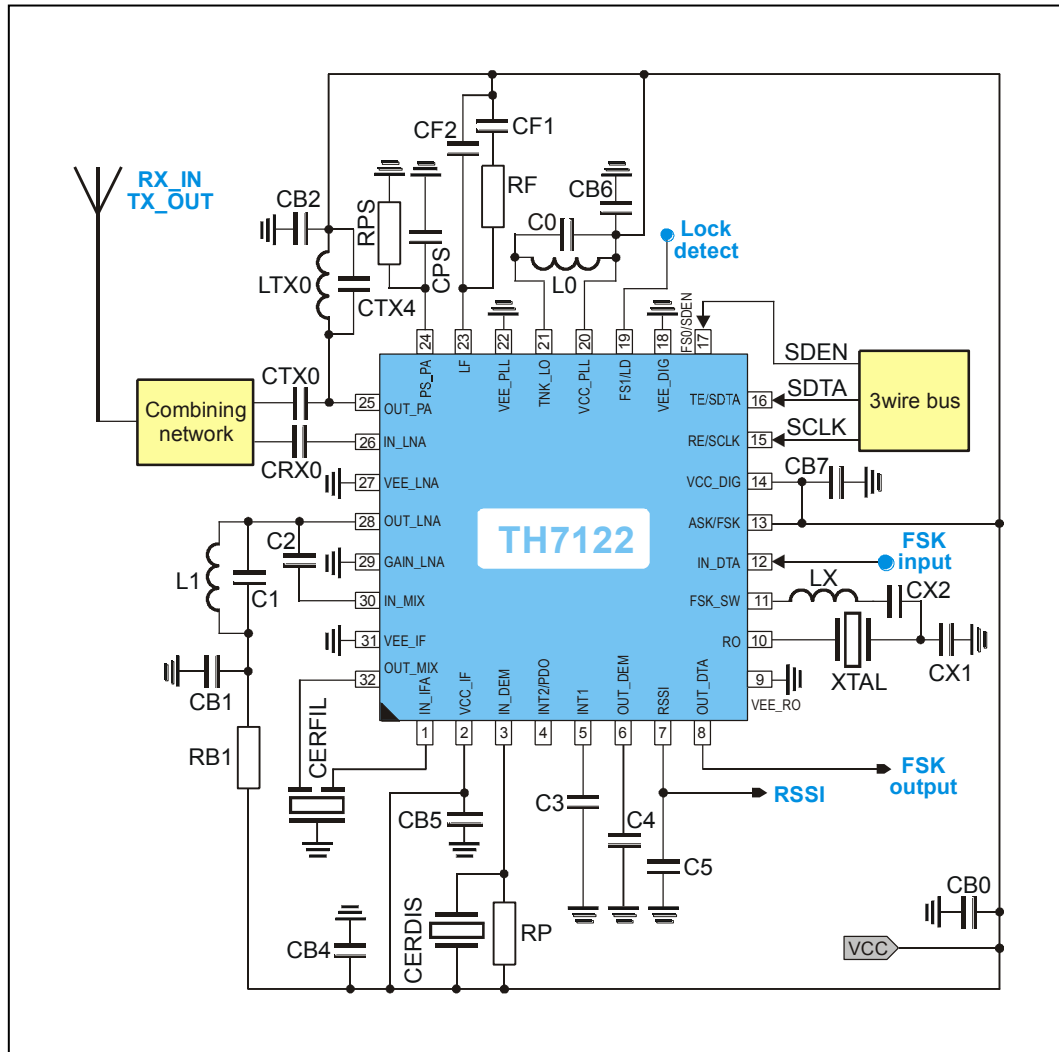 RX_IN
TX_OUT
CB2
LTX0
CTX4
RPS
CPS
CF2
CF1
RF
CB6
C0
L0
Lock
detect
24
PS_PA
23
LF
22
VEE_PLL
21
TNK_LO
20
VCC_PLL
19
FS1/LD
18
VEE_DIG
17
FS0/SDEN
SDEN
SDTA
SCLK
3wire bus
Combining
network
CTX0
CRX0
25
OUT_PA
26
IN_LNA
27
VEE_LNA
28
OUT_LNA
29
GAIN_LNA
30
IN_MIX
31
VEE_IF
32
OUT_MIX
TH7122
TE/SDTA
16
RE/SCLK
15
VCC_DIG
14
ASK/FSK
13
IN_DTA
12
FSK_SW
11
RO
10
9
VEE_RO
CB7
FSK
input
LX
CX2
CX1
XTAL
L1
C1
C2
CB1
RB1
CERFIL
IN_IFA
1
VCC_IF
2
IN_DEM
3
INT2/PDO
4
INT1
5
OUT_DEM
6
RSSI
7
OUT_DTA
8
FSK
output
RSSI
CB5
C3
C4
C5
CB4
CERDIS
RP
CB0
VCC